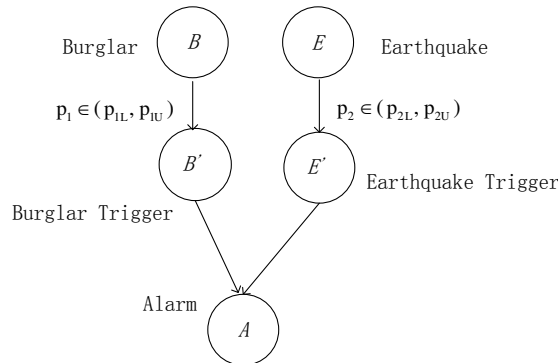 Burglar B E Earthquake
p₁ ∈ (p₁L, p₁U) p₂ ∈ (p₂L, p₂U)
B' E'
Burglar Trigger Earthquake Trigger
Alarm
A